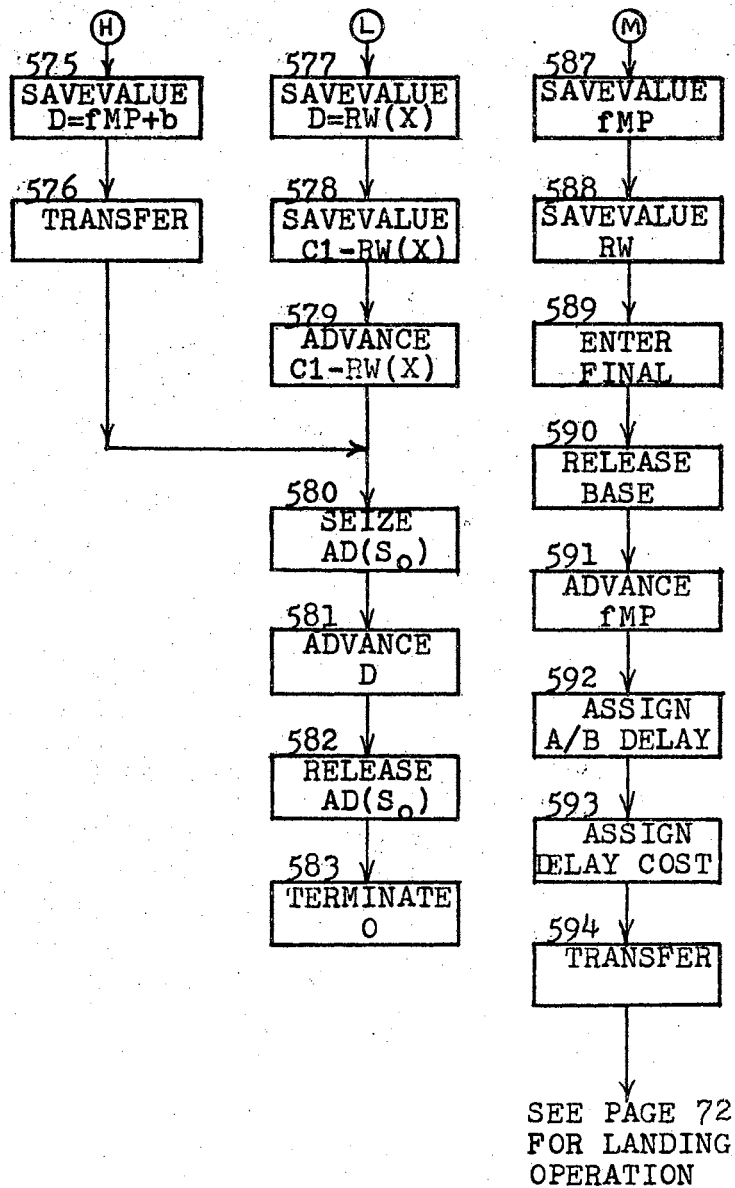 H
575
SAVEVALUE
D=fMP+b
576
TRANSFER
L
577
SAVEVALUE
D=RW(X)
578
SAVEVALUE
C1-RW(X)
579
ADVANCE
C1-RW(X)
580
SEIZE
AD(So)
581
ADVANCE
D
582
RELEASE
AD(So)
583
TERMINATE
0
M
587
SAVEVALUE
fMP
588
SAVEVALUE
RW
589
ENTER
FINAL
590
RELEASE
BASE
591
ADVANCE
fMP
592
ASSIGN
A/B DELAY
593
ASSIGN
DELAY COST
594
TRANSFER
SEE PAGE 72
FOR LANDING
OPERATION